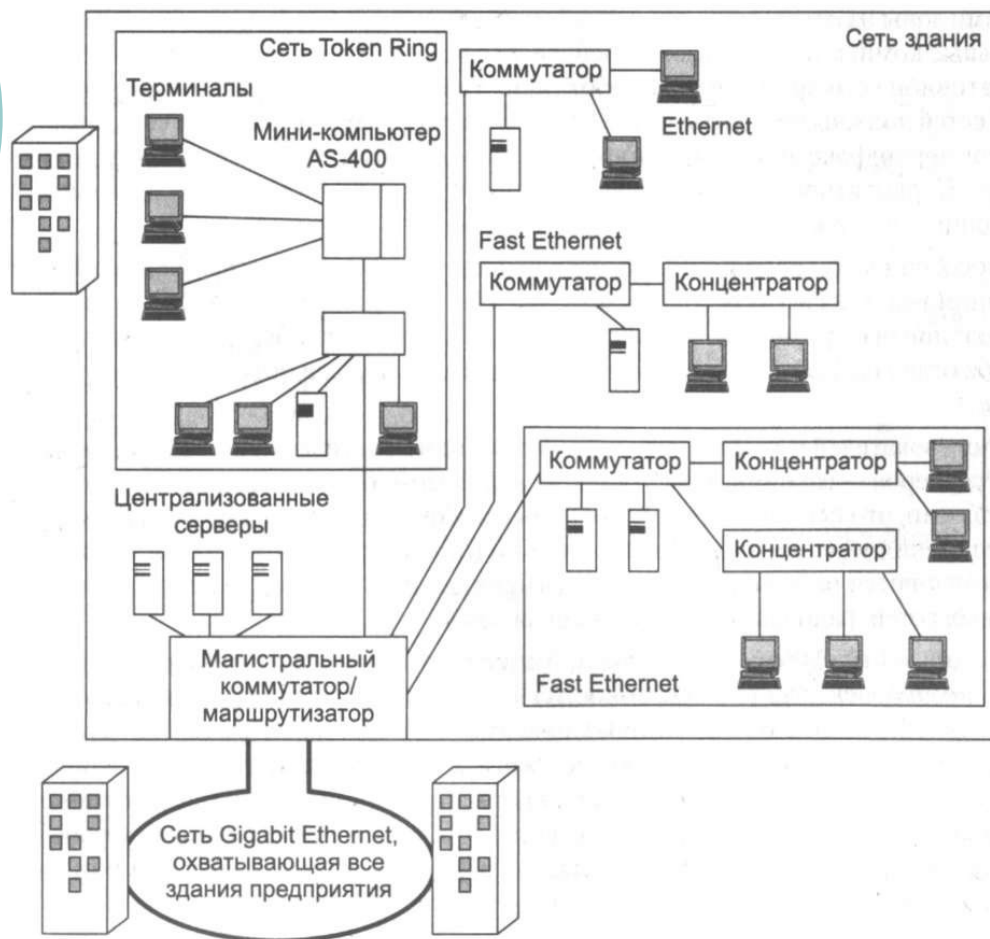 Сеть здания
Сеть Token Ring
Терминалы
Мини-компьютер
AS-400
Коммутатор
Ethernet
Fast Ethernet
Коммутатор
Концентратор
Коммутатор
Концентратор
Концентратор
Fast Ethernet
Централизованные
серверы
Магистральный
коммутатор/
маршрутизатор
Сеть Gigabit Ethernet,
охватывающая все
здания предприятия